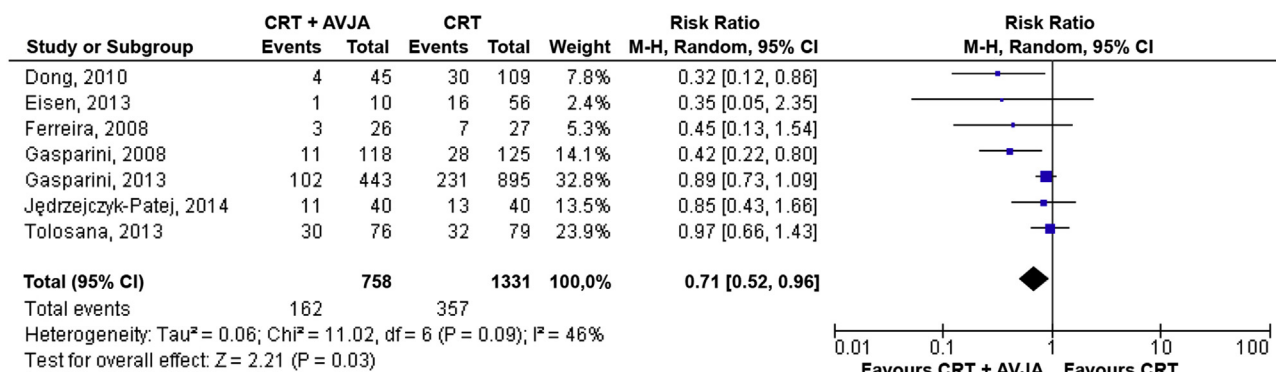 CRT + AVJA CRT Risk Ratio Risk Ratio
Study or Subgroup Events Total Events Total Weight M-H, Random, 95% CI M-H, Random, 95% CI
Dong, 2010 4 45 30 109 7.8% 0.32 [0.12, 0.86]
Eisen, 2013 1 10 16 56 2.4% 0.35 [0.05, 2.35]
Ferreira, 2008 3 26 7 27 5.3% 0.45 [0.13, 1.54]
Gasparini, 2008 11 118 28 125 14.1% 0.42 [0.22, 0.80]
Gasparini, 2013 102 443 231 895 32.8% 0.89 [0.73, 1.09]
Jędrzejczyk-Patej, 2014 11 40 13 40 13.5% 0.85 [0.43, 1.66]
Tolosana, 2013 30 76 32 79 23.9% 0.97 [0.66, 1.43]
Total (95% CI) 758 1331 100,0% 0.71 [0.52, 0.96]
Total events 162 357
Heterogeneity: Tau² = 0.06; Chi² = 11.02, df = 6 (P = 0.09); I² = 46%
Test for overall effect: Z = 2.21 (P = 0.03)
0.01 0.1 1 10 100
Favours CRT + AVJA Favours CRT